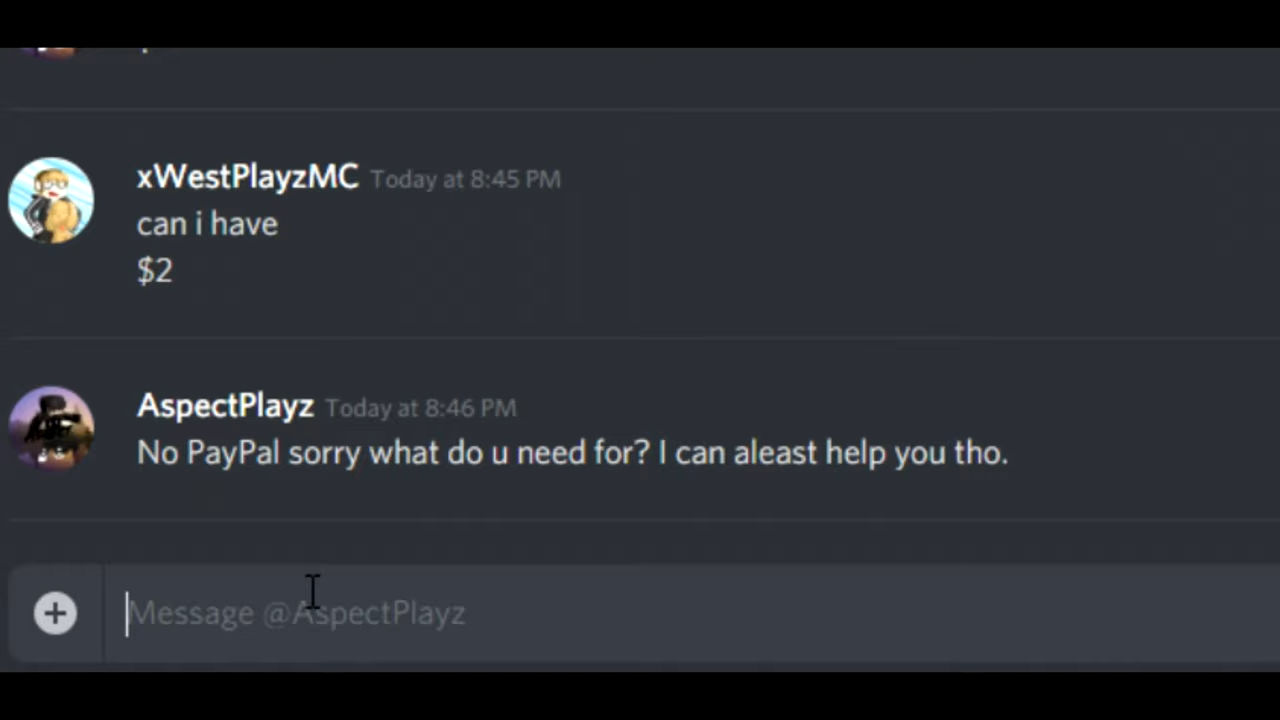 xWestPlayzMC Today at 8:45 PM
can i have
$2
AspectPlayz Today at 8:46 PM
No PayPal sorry what do u need for? I can aleast help you tho.
Message @AspectPlayz